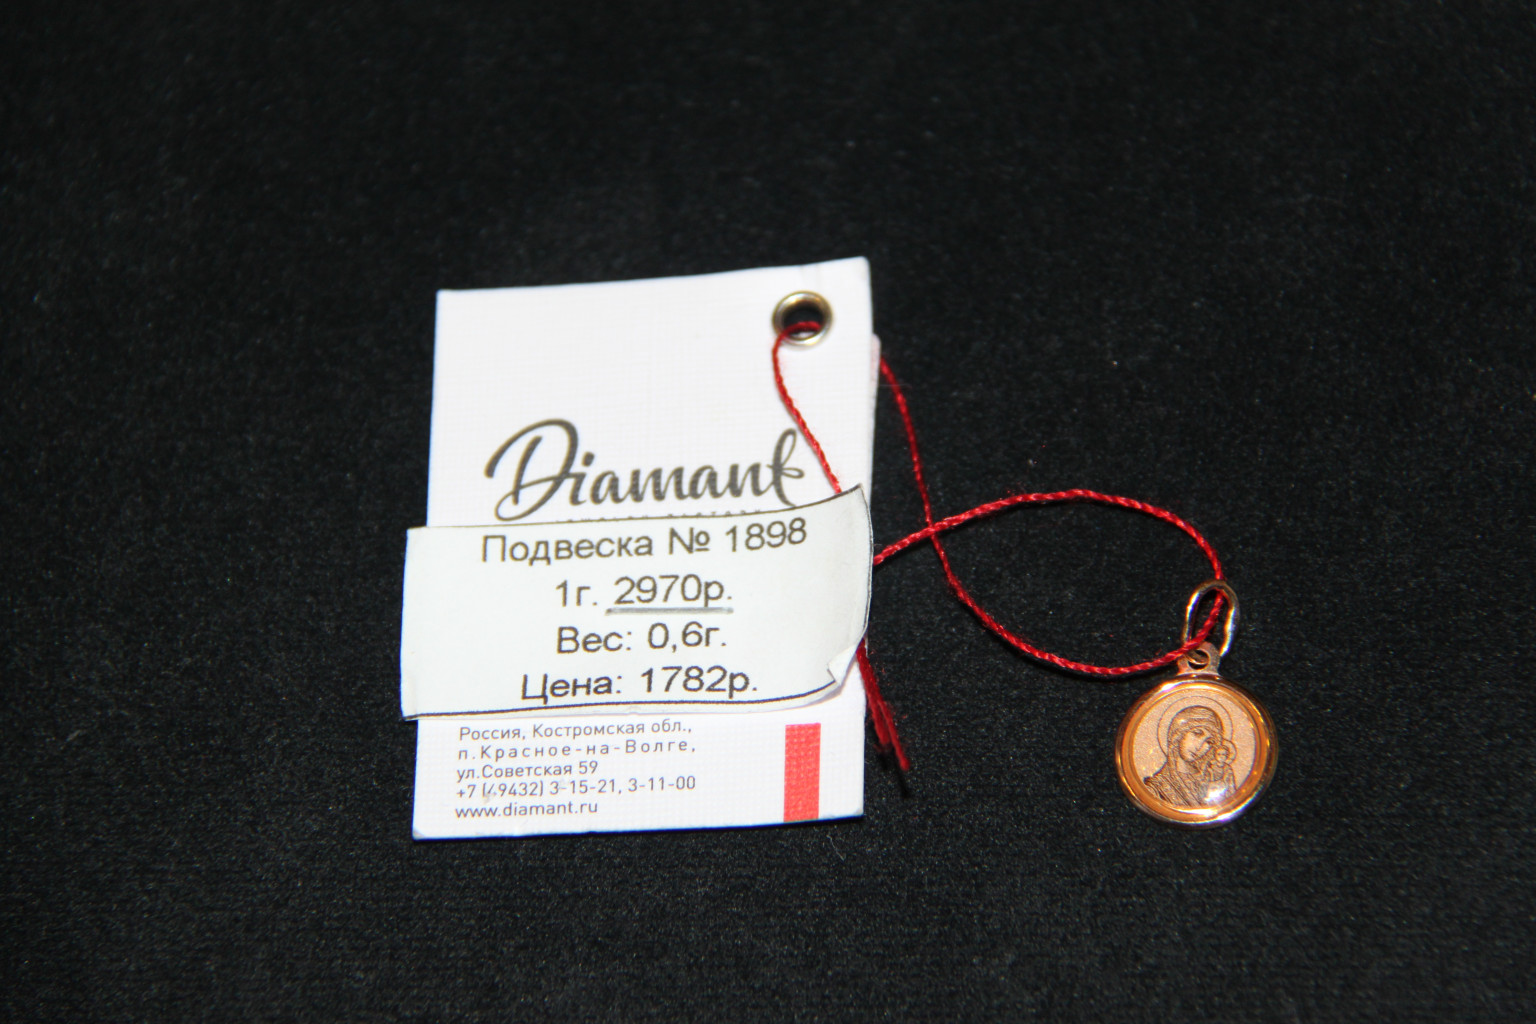 Diamant
Подвеска № 1898
1г. 2970р.
Вес: 0,6г.
Цена: 1782р.
Россия, Костромская обл.,
п.Красное-на-Волге,
ул.Советская 59
+7 (49432) 3-15-21, 3-11-00
www.diamant.ru